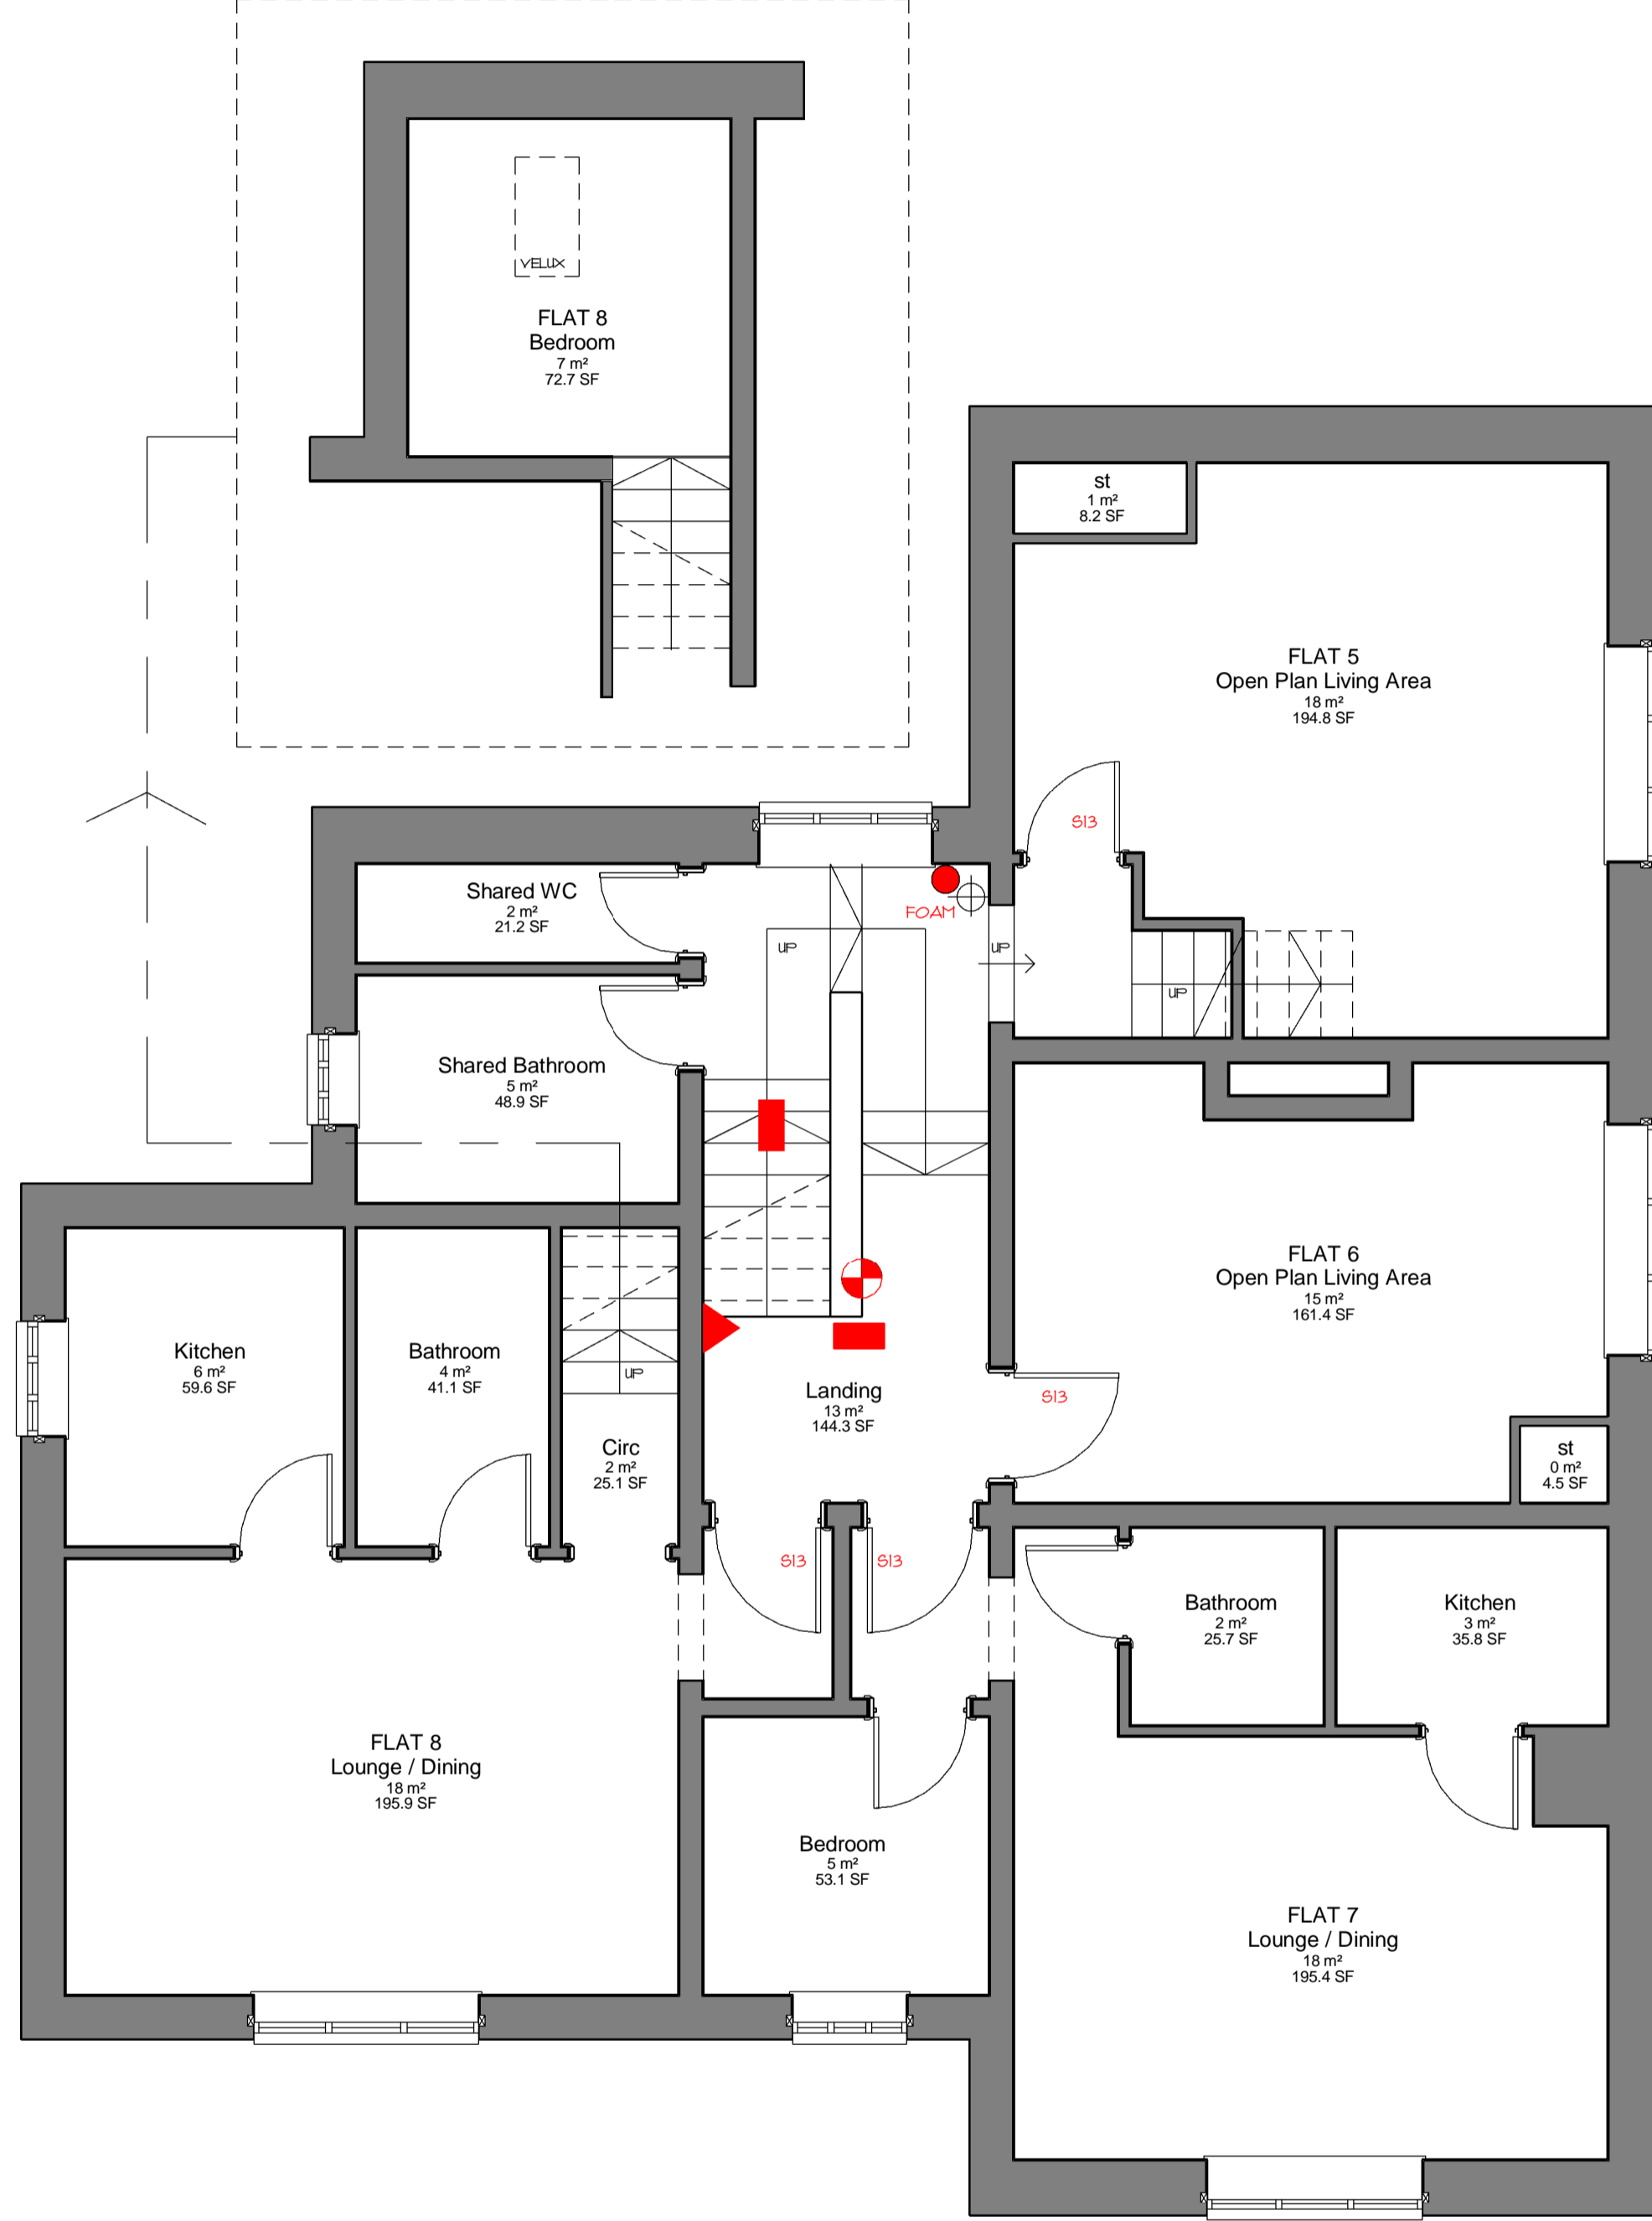 VELUX
FLAT 8
Bedroom
7 m²
72.7 SF
st
1 m²
8.2 SF
FLAT 5
Open Plan Living Area
18 m²
194.8 SF
S13
Shared WC
2 m²
21.2 SF
FOAM
UP
UP
UP
Shared Bathroom
5 m²
48.9 SF
FLAT 6
Open Plan Living Area
15 m²
161.4 SF
Kitchen
6 m²
59.6 SF
Bathroom
4 m²
41.1 SF
UP
Landing
13 m²
144.3 SF
S13
Circ
2 m²
25.1 SF
st
0 m²
4.5 SF
S13
S13
Bathroom
2 m²
25.7 SF
Kitchen
3 m²
35.8 SF
FLAT 8
Lounge / Dining
18 m²
195.9 SF
Bedroom
5 m²
53.1 SF
FLAT 7
Lounge / Dining
18 m²
195.4 SF